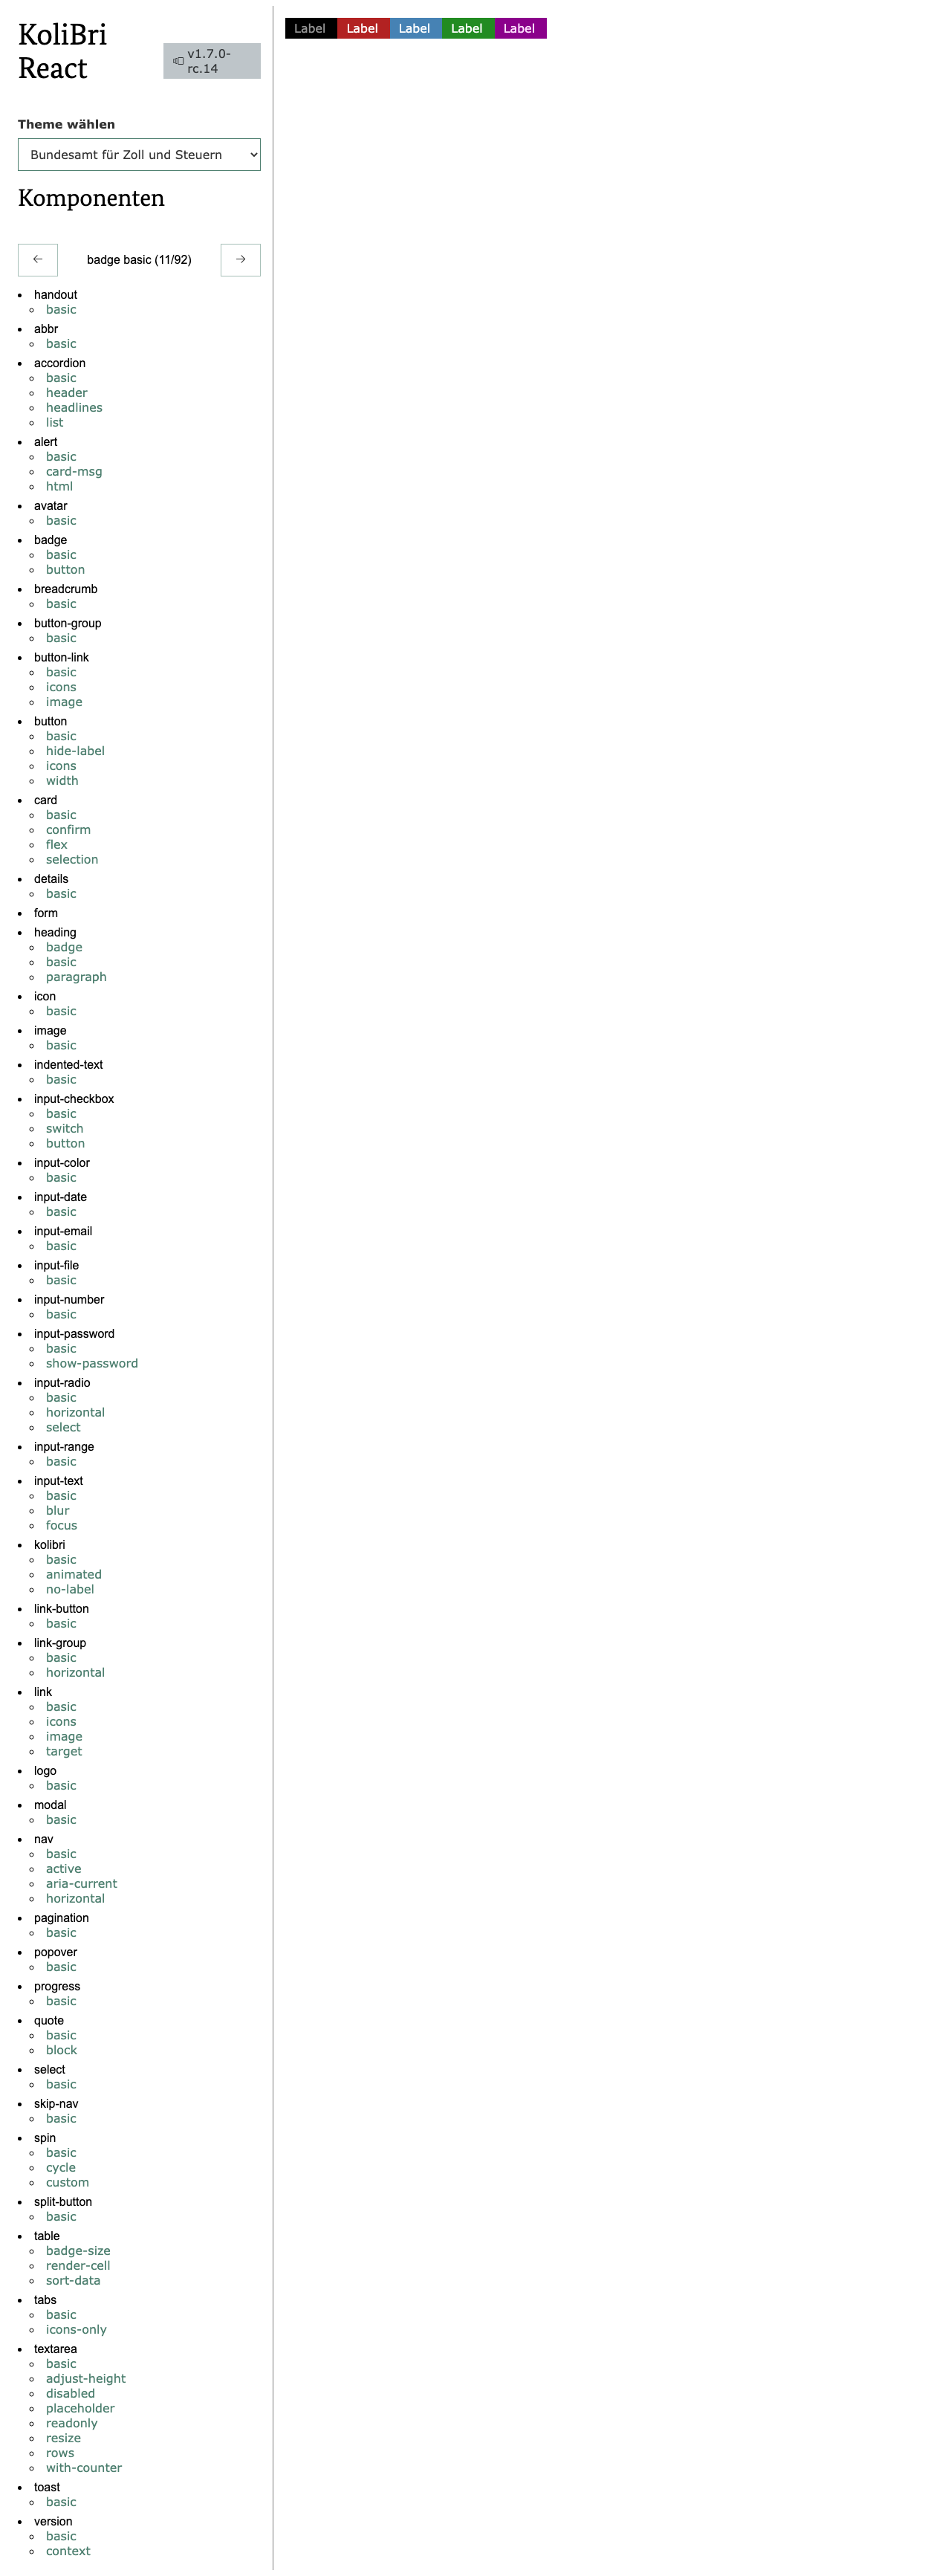 KoliBri
React
v1.7.0-
rc.14
Theme wählen
Bundesamt für Zoll und Steuern
Komponenten
← badge basic (11/92) →
handout
basic
abbr
basic
accordion
basic
header
headlines
list
alert
basic
card-msg
html
avatar
basic
badge
basic
button
breadcrumb
basic
button-group
basic
button-link
basic
icons
image
button
basic
hide-label
icons
width
card
basic
confirm
flex
selection
details
basic
form
heading
badge
basic
paragraph
icon
basic
image
basic
indented-text
basic
input-checkbox
basic
switch
button
input-color
basic
input-date
basic
input-email
basic
input-file
basic
input-number
basic
input-password
basic
show-password
input-radio
basic
horizontal
select
input-range
basic
input-text
basic
blur
focus
kolibri
basic
animated
no-label
link-button
basic
link-group
basic
horizontal
link
basic
icons
image
target
logo
basic
modal
basic
nav
basic
active
aria-current
horizontal
pagination
basic
popover
basic
progress
basic
quote
basic
block
select
basic
skip-nav
basic
spin
basic
cycle
custom
split-button
basic
table
badge-size
render-cell
sort-data
tabs
basic
icons-only
textarea
basic
adjust-height
disabled
placeholder
readonly
resize
rows
with-counter
toast
basic
version
basic
context
Label Label Label Label Label